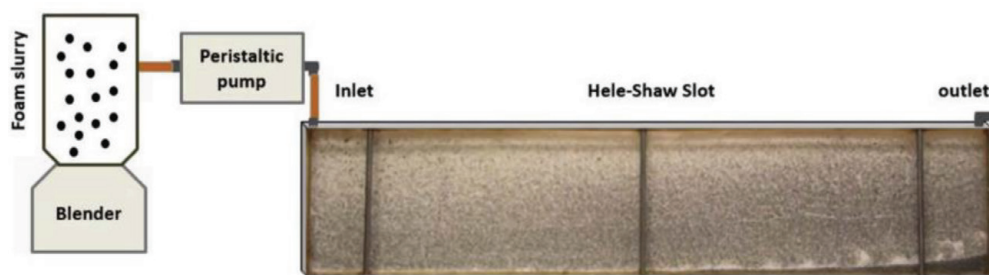 Foam slurry
Peristaltic
pump
Blender
Inlet
Hele-Shaw Slot
outlet